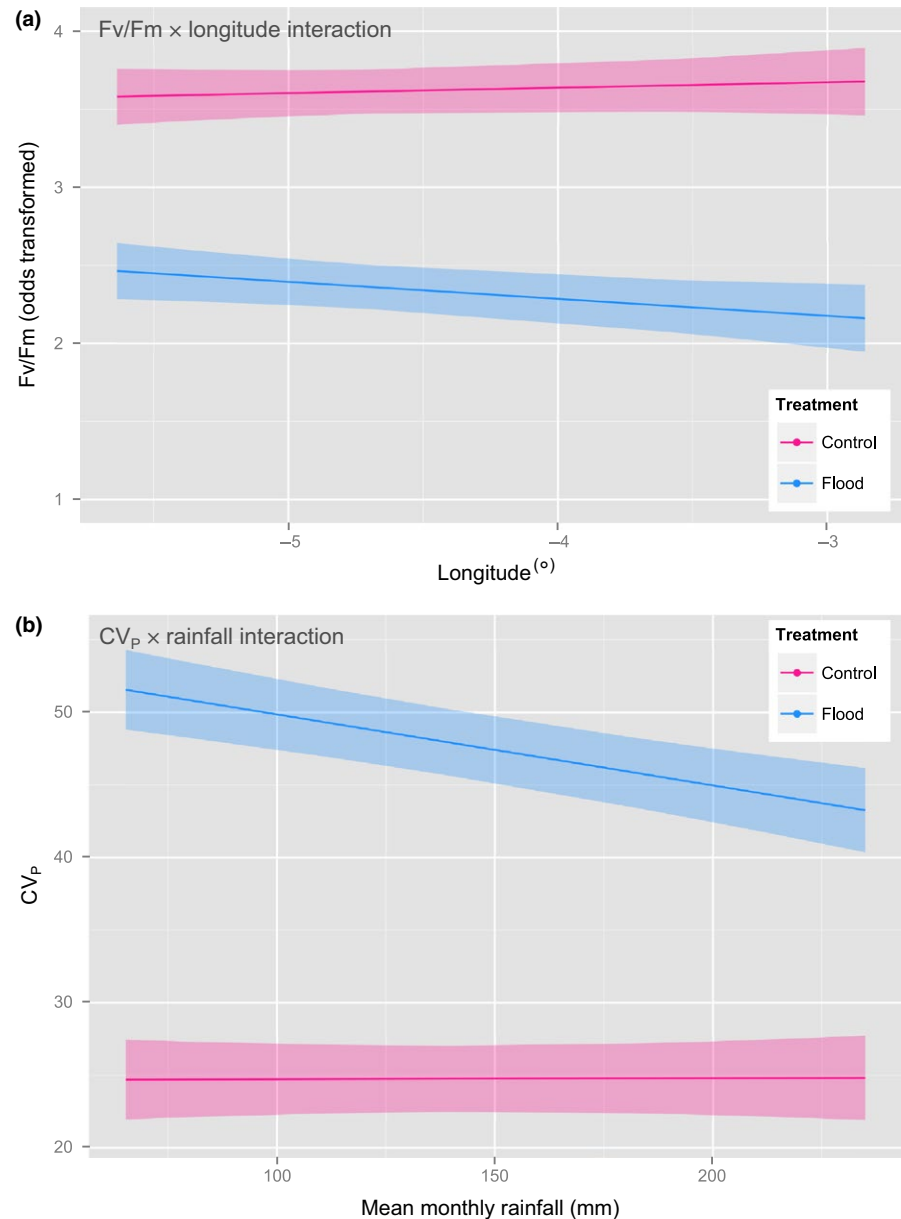 (a)
Fv/Fm × longitude interaction
4
3
2
1
Fv/Fm (odds transformed)
Treatment
Control
Flood
–5
–4
–3
Longitude (°)
(b)
CVP × rainfall interaction
Treatment
Control
Flood
50
40
30
20
CVP
100
150
200
Mean monthly rainfall (mm)